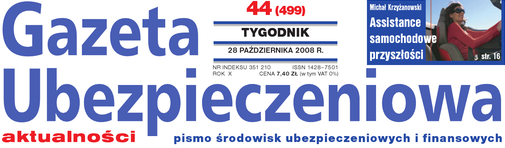 Gazeta
Ubezpieczeniowa
44 (499)
TYGODNIK
28 PAŹDZIERNIKA 2008 R.
NR INDEKSU 351 210 ISSN 1428-7501
ROK X CENA 7,40 ZŁ (w tym VAT 0%)
Michał Krzyżanowski
Assistance
samochodowe
przyszłości
str. 16
aktualności
pismo środowisk ubezpieczeniowych i finansowych